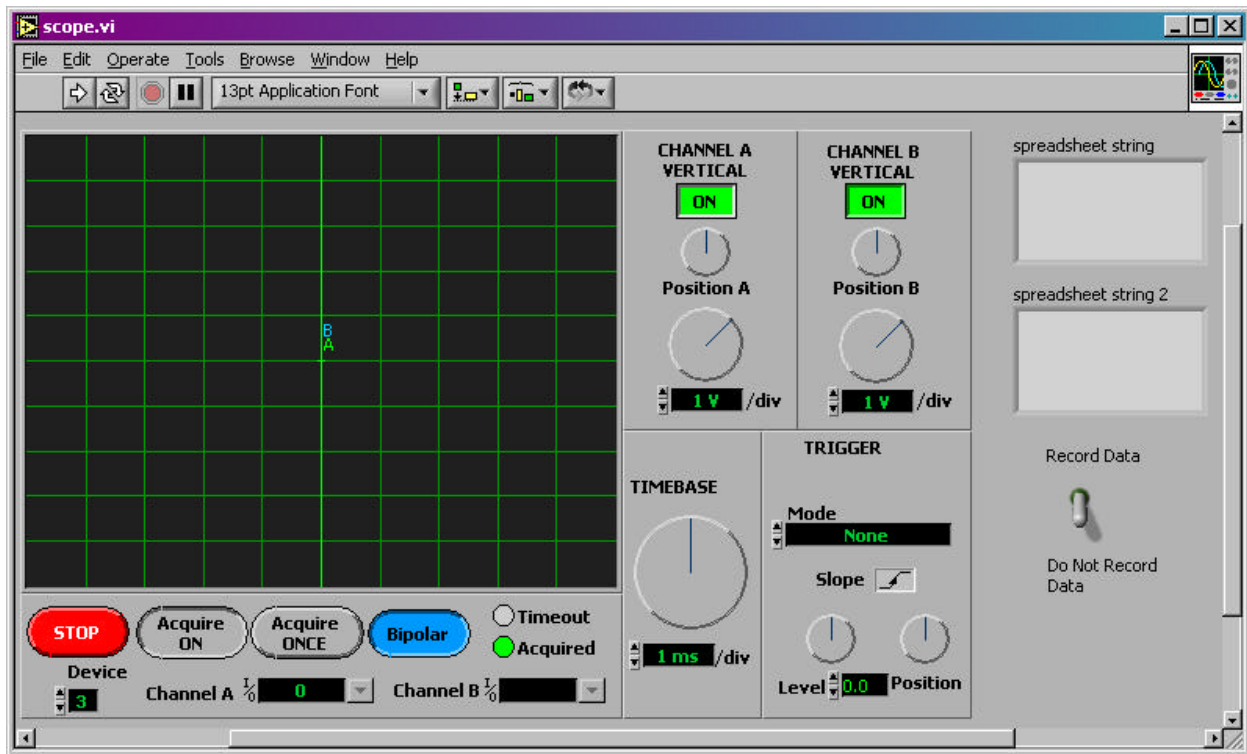 scope.vi
File Edit Operate Tools Browse Window Help
13pt Application Font
B
A
CHANNEL A
VERTICAL
ON
Position A
1 V /div
CHANNEL B
VERTICAL
ON
Position B
1 V /div
spreadsheet string
spreadsheet string 2
Record Data
Do Not Record
Data
TIMEBASE
1 ms /div
TRIGGER
Mode
None
Slope
Level 0.0 Position
STOP
Acquire
ON
Acquire
ONCE
Bipolar
Timeout
Acquired
Device
3
Channel A I/O 0
Channel B I/O